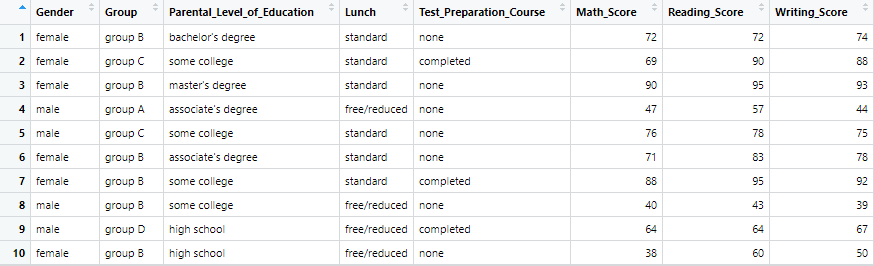 Gender Group Parental_Level_of_Education Lunch Test_Preparation_Course Math_Score Reading_Score Writing_Score
1 female group B bachelor's degree standard none 72 72 74
2 female group C some college standard completed 69 90 88
3 female group B master's degree standard none 90 95 93
4 male group A associate's degree free/reduced none 47 57 44
5 male group C some college standard none 76 78 75
6 female group B associate's degree standard none 71 83 78
7 female group B some college standard completed 88 95 92
8 male group B some college free/reduced none 40 43 39
9 male group D high school free/reduced completed 64 64 67
10 female group B high school free/reduced none 38 60 50